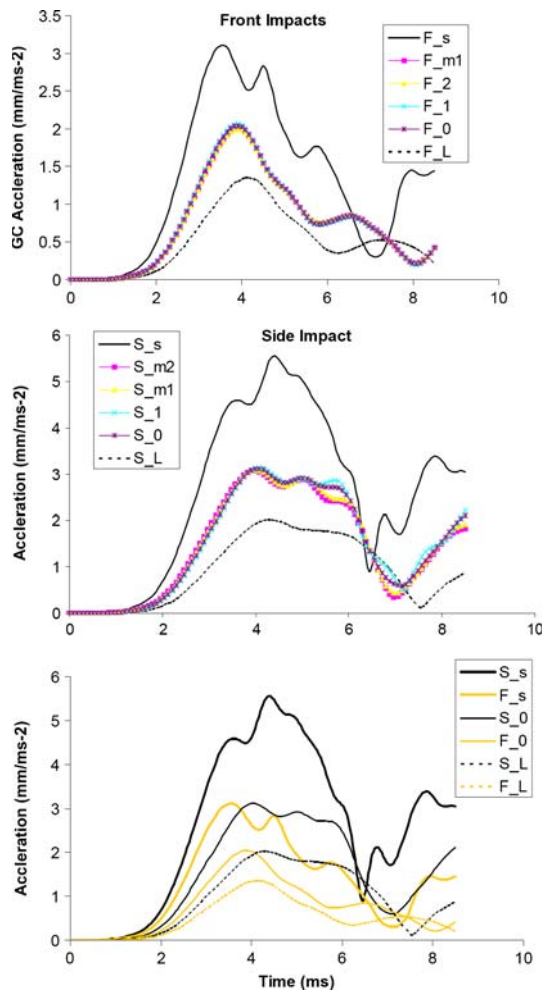 Front Impacts
GC Accleration (mm/ms-2)
3.5
3
2.5
2
1.5
1
0.5
0
0
2
4
6
8
10
F_s
F_m1
F_2
F_1
F_0
F_L
Side Impact
Acceleration (mm/ms-2)
6
5
4
3
2
1
0
0
2
4
6
8
10
S_s
S_m2
S_m1
S_1
S_0
S_L
Acceleration (mm/ms-2)
6
5
4
3
2
1
0
0
2
4
6
8
10
S_s
F_s
S_0
F_0
S_L
F_L
Time (ms)